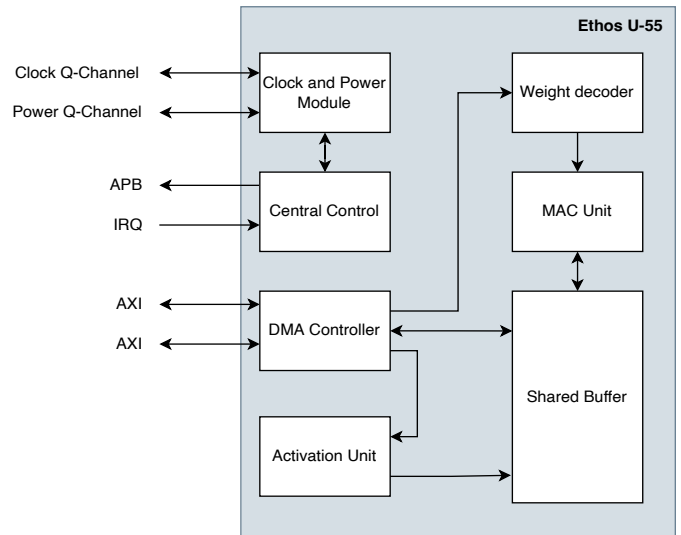 Ethos U-55
Clock Q-Channel
Clock and Power
Module
Weight decoder
Power Q-Channel
APB
Central Control
MAC Unit
IRQ
AXI
DMA Controller
AXI
Shared Buffer
Activation Unit